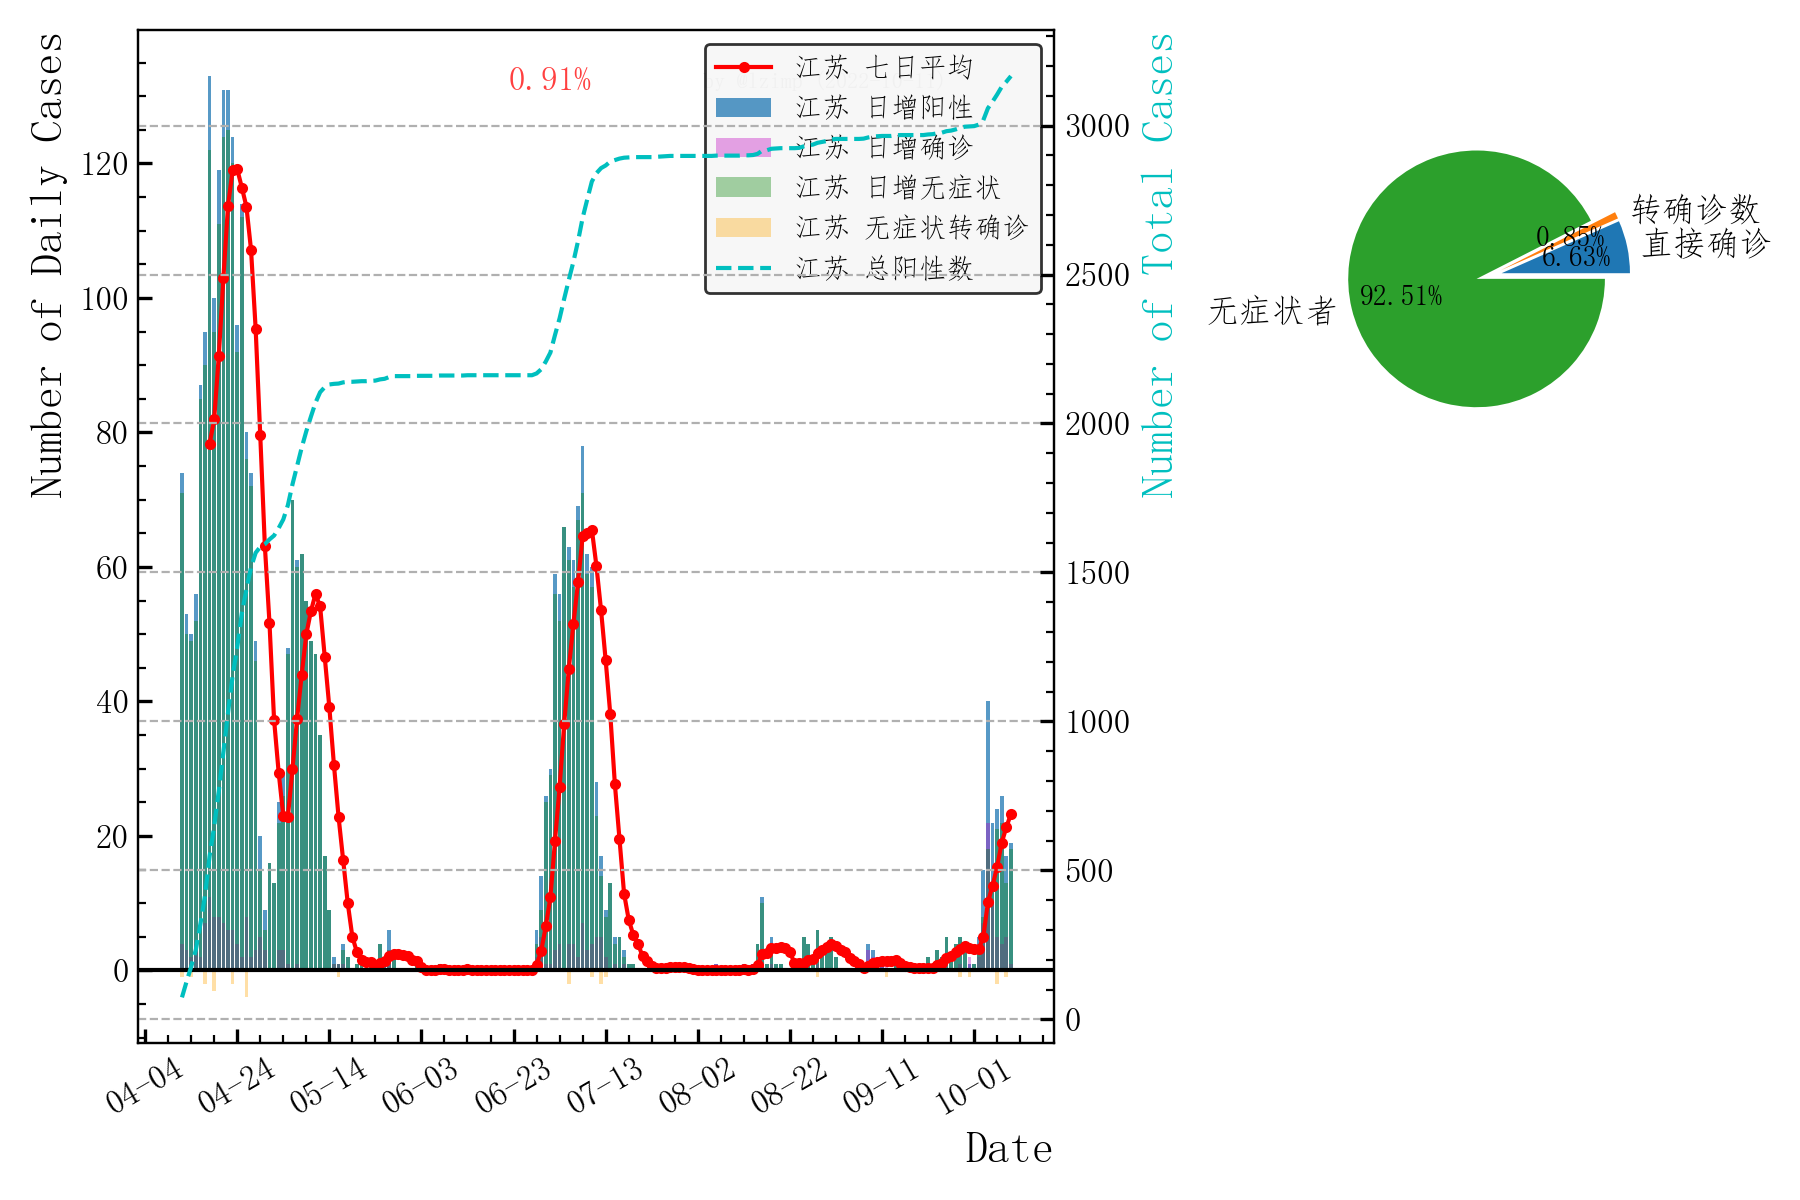 0.91%
江苏 七日平均
江苏 日增阳性
江苏 日增确诊
江苏 日增无症状
江苏 无症状转确诊
江苏 总阳性数
Number of Daily Cases
120
100
80
60
40
20
0
3000
2500
2000
1500
1000
500
0
Number of Total Cases
04-04
04-24
05-14
06-03
06-23
07-13
08-02
08-22
09-11
10-01
Date
转确诊数
0.85%
直接确诊
6.63%
92.51%
无症状者